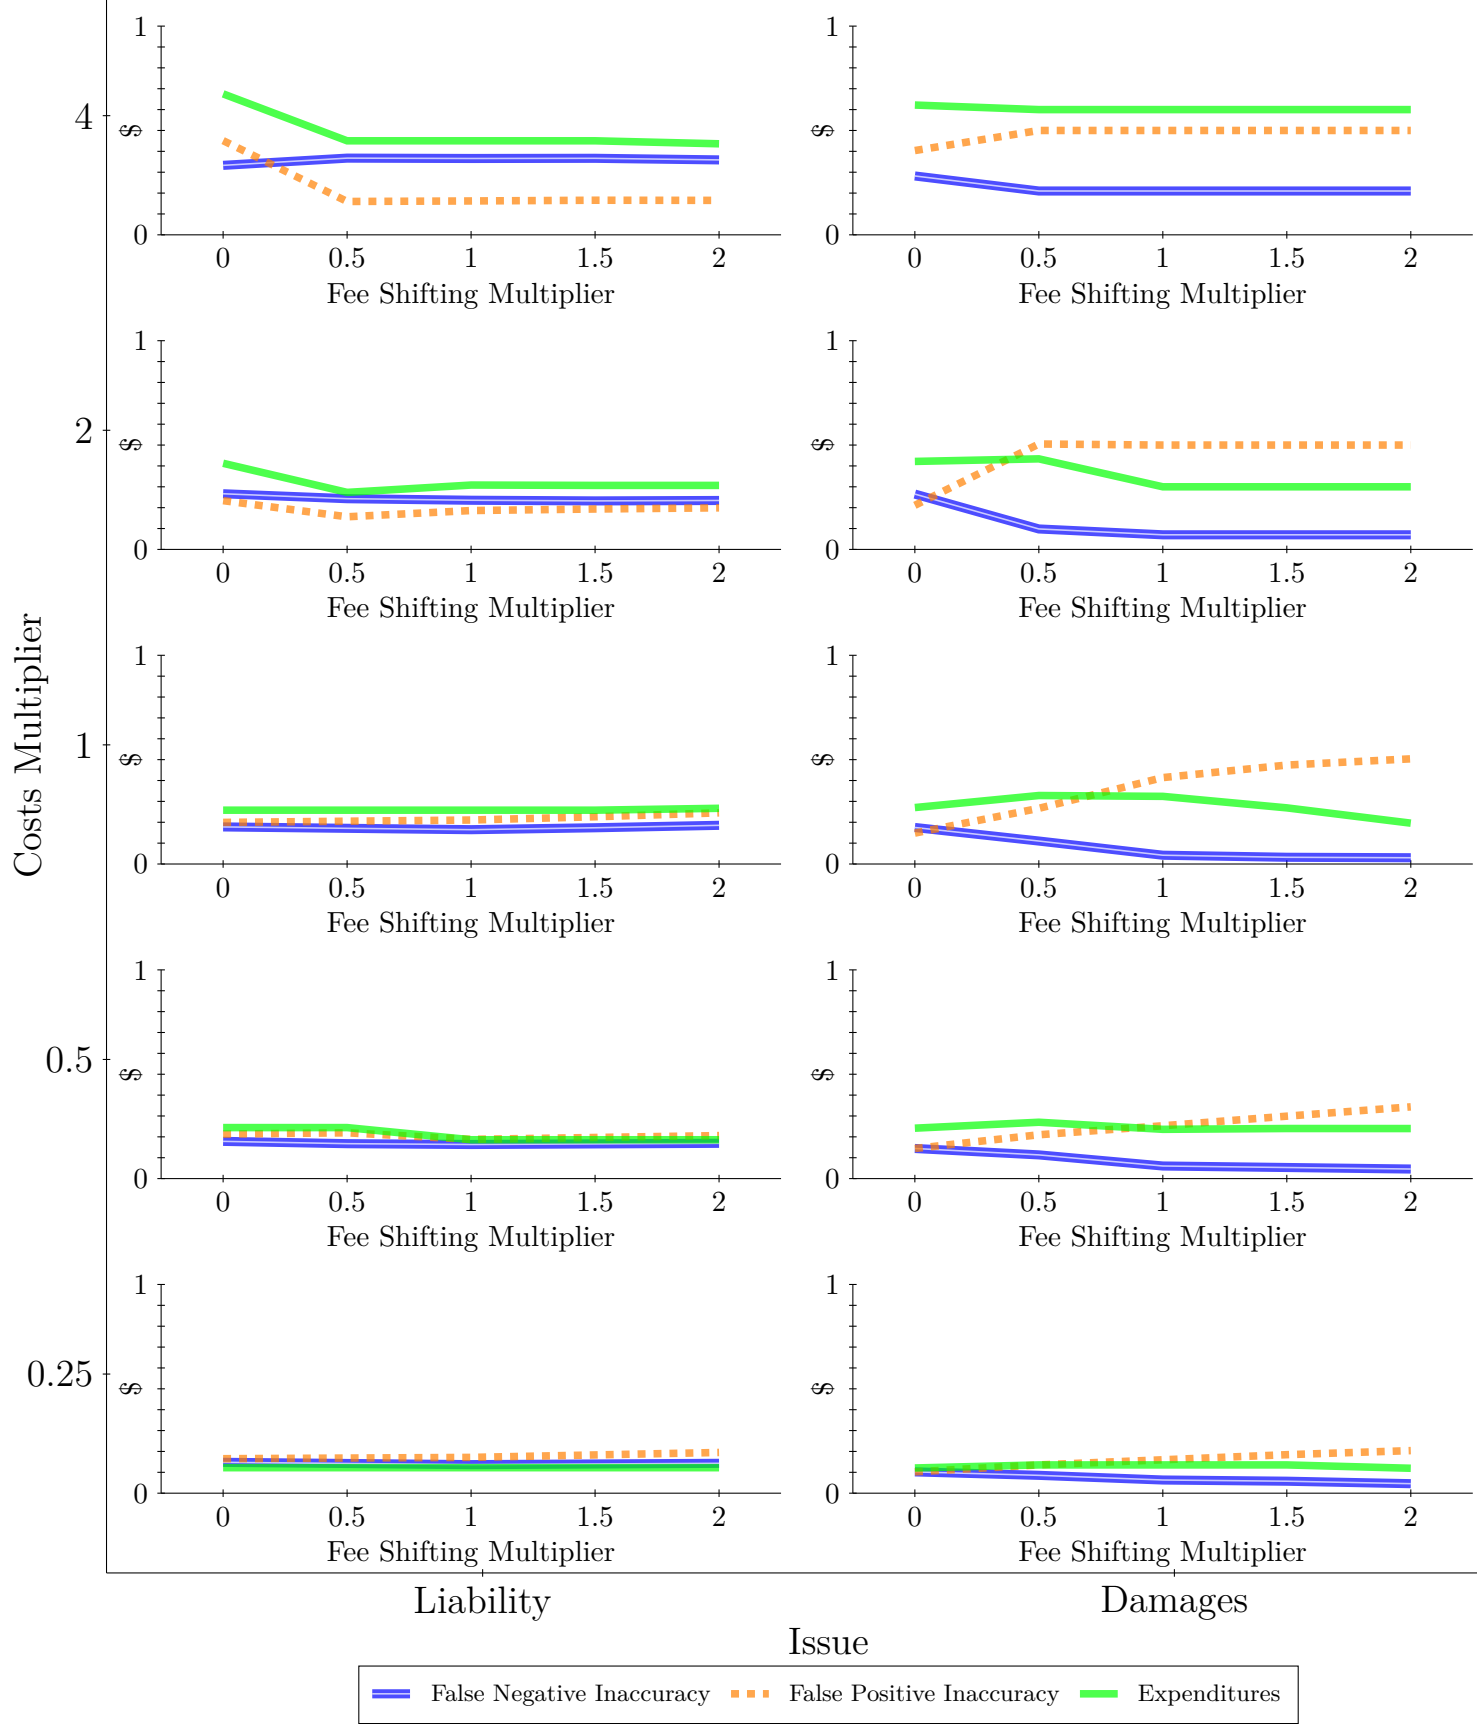 1
$
0
0 0.5 1 1.5 2
Fee Shifting Multiplier
1
$
0
0 0.5 1 1.5 2
Fee Shifting Multiplier
4
1
$
0
0 0.5 1 1.5 2
Fee Shifting Multiplier
1
$
0
0 0.5 1 1.5 2
Fee Shifting Multiplier
2
1
$
0
0 0.5 1 1.5 2
Fee Shifting Multiplier
1
$
0
0 0.5 1 1.5 2
Fee Shifting Multiplier
1
Costs Multiplier
1
$
0
0 0.5 1 1.5 2
Fee Shifting Multiplier
1
$
0
0 0.5 1 1.5 2
Fee Shifting Multiplier
0.5
1
$
0
0 0.5 1 1.5 2
Fee Shifting Multiplier
1
$
0
0 0.5 1 1.5 2
Fee Shifting Multiplier
0.25
Liability Damages
Issue
False Negative Inaccuracy False Positive Inaccuracy Expenditures